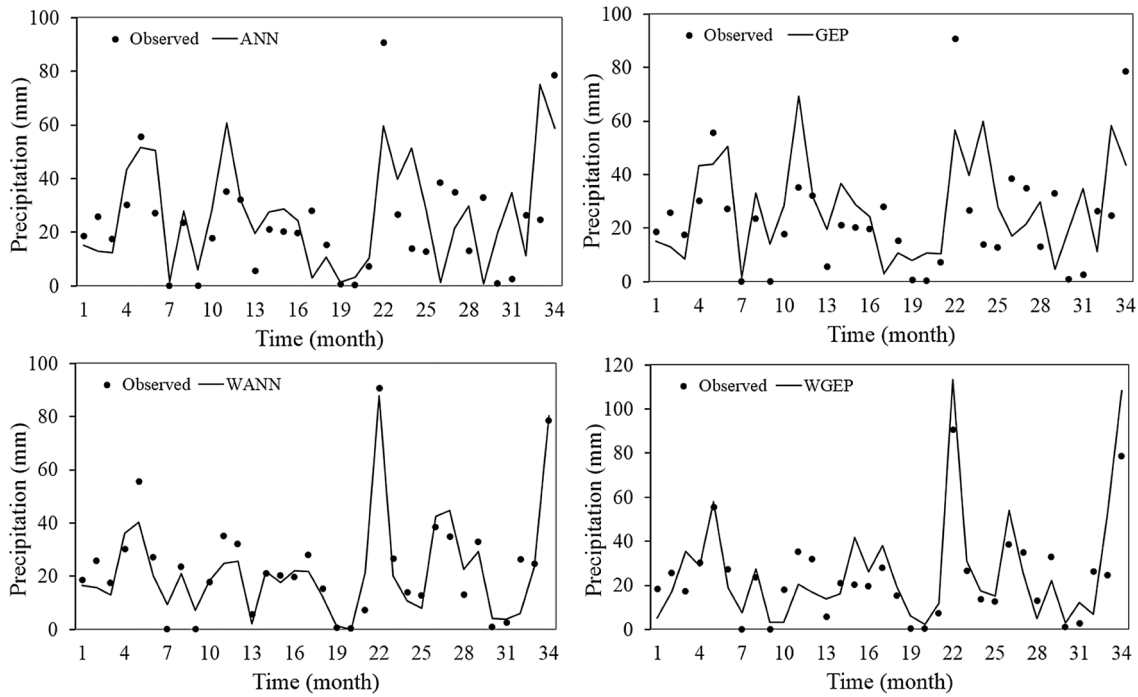 Observed ANN
Precipitation (mm)
100
80
60
40
20
0
1 4 7 10 13 16 19 22 25 28 31 34
Time (month)
Observed GEP
Precipitation (mm)
100
80
60
40
20
0
1 4 7 10 13 16 19 22 25 28 31 34
Time (month)
Observed WANN
Precipitation (mm)
100
80
60
40
20
0
1 4 7 10 13 16 19 22 25 28 31 34
Time (month)
Observed WGEP
Precipitation (mm)
120
100
80
60
40
20
0
1 4 7 10 13 16 19 22 25 28 31 34
Time (month)